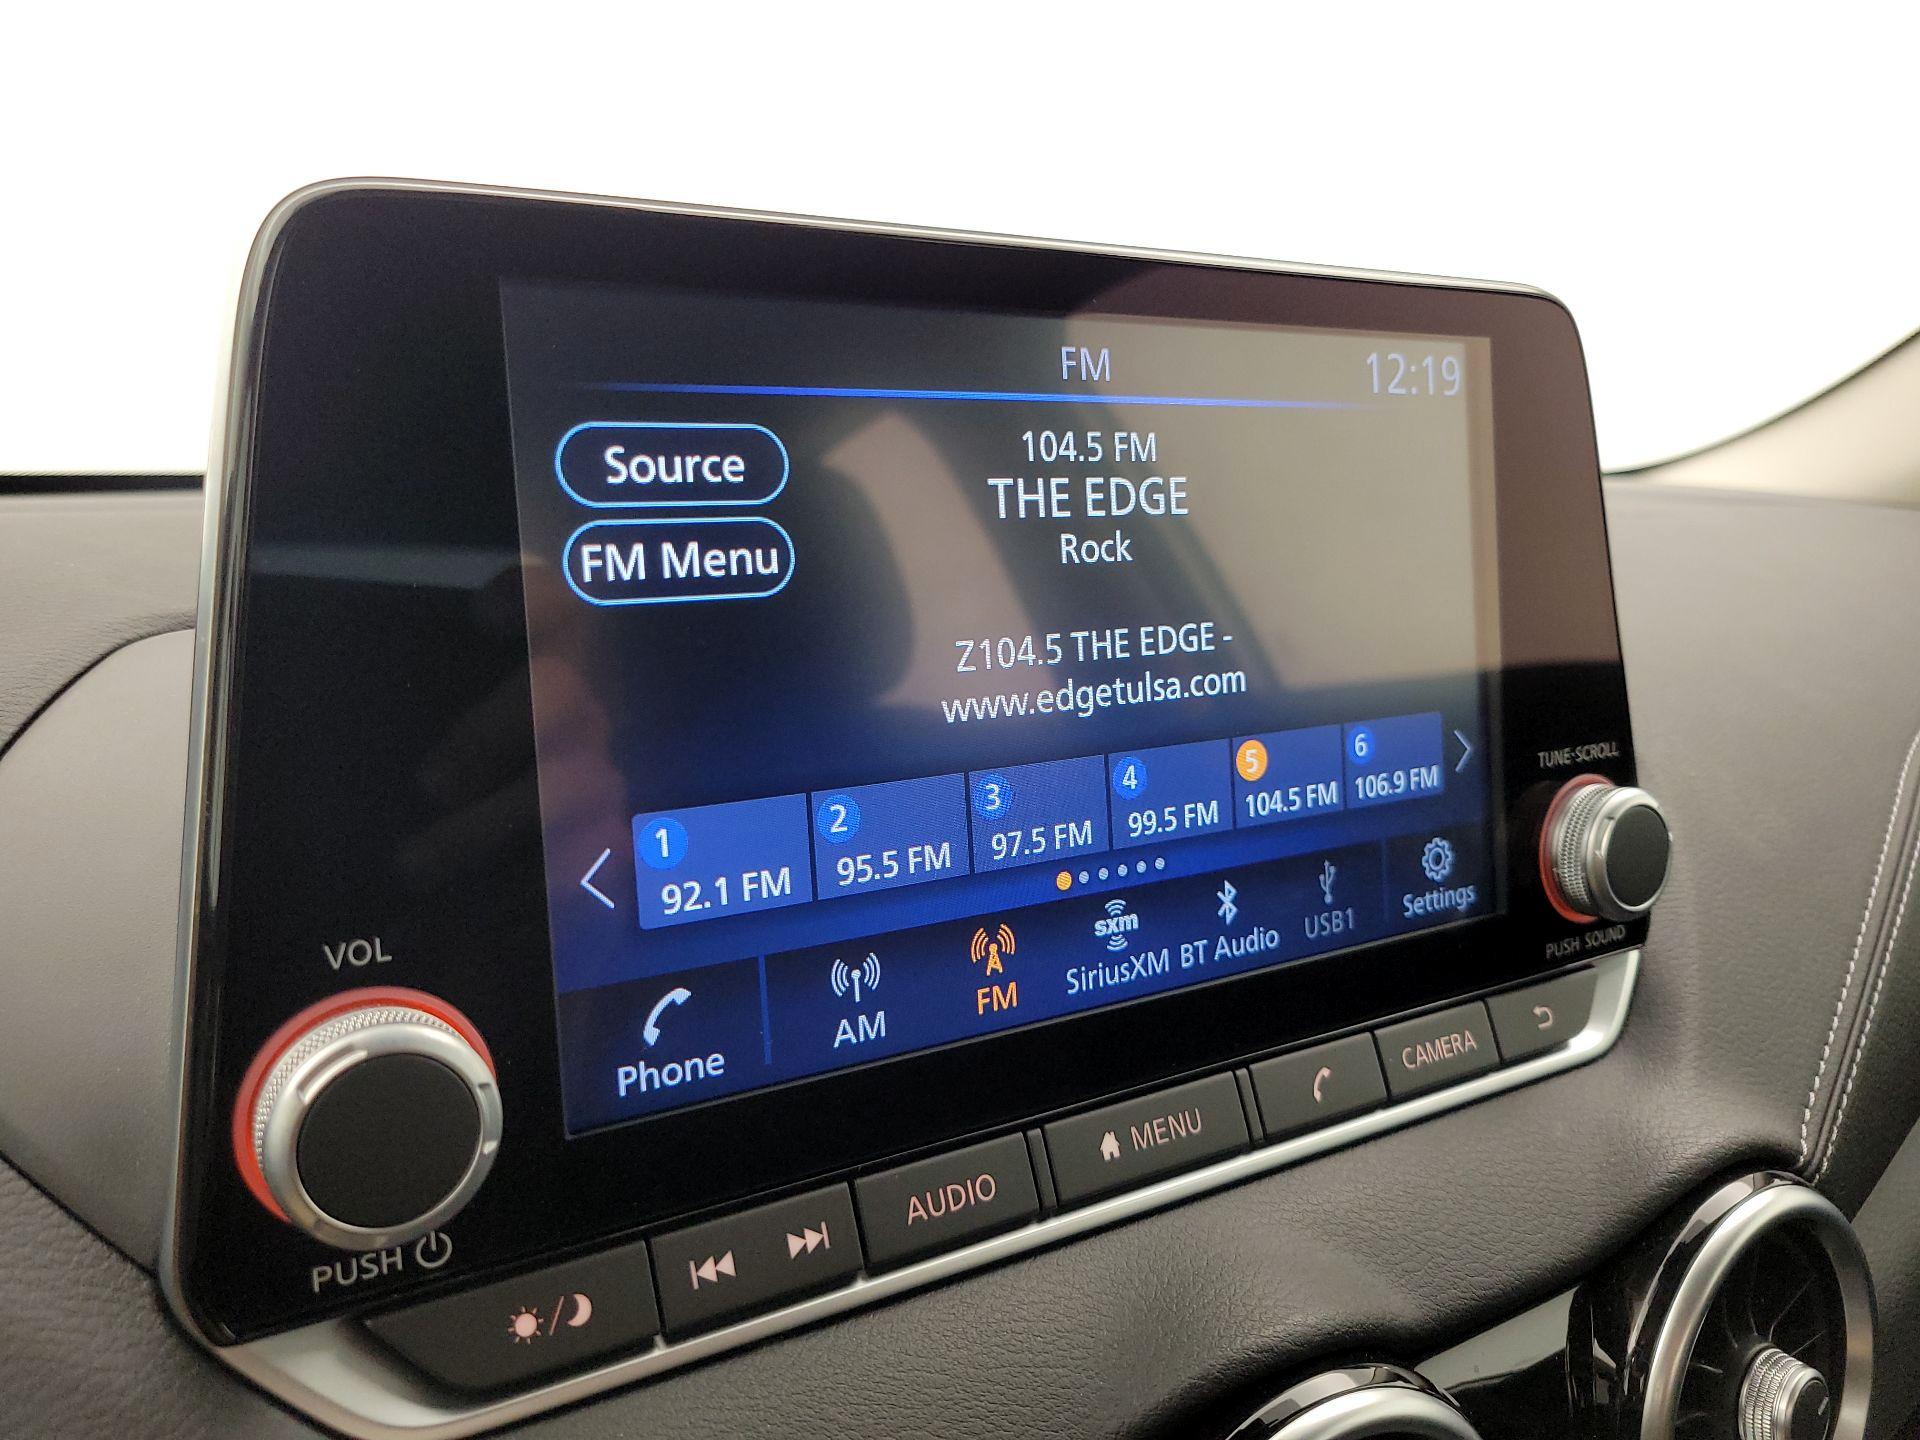 FM
12:19
Source
104.5 FM
THE EDGE
FM Menu
Rock
Z104.5 THE EDGE -
www.edgetulsa.com
1
92.1 FM
2
95.5 FM
3
97.5 FM
4
99.5 FM
5
104.5 FM
6
106.9 FM
Phone
AM
FM
sxm
SiriusXM
BT Audio
USB1
Settings
VOL
PUSH
TUNE·SCROLL
PUSH SOUND
AUDIO
MENU
CAMERA